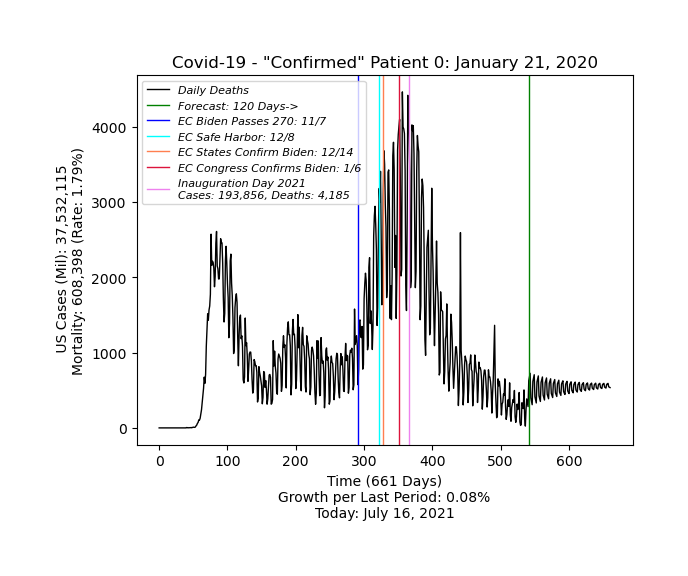 Covid-19 - "Confirmed" Patient 0: January 21, 2020
Daily Deaths
Forecast: 120 Days->
EC Biden Passes 270: 11/7
EC Safe Harbor: 12/8
EC States Confirm Biden: 12/14
EC Congress Confirms Biden: 1/6
Inauguration Day 2021
Cases: 193,856, Deaths: 4,185
US Cases (Mil): 37,532,115
Mortality: 608,398 (Rate: 1.79%)
4000
3000
2000
1000
0
0 100 200 300 400 500 600
Time (661 Days)
Growth per Last Period: 0.08%
Today: July 16, 2021